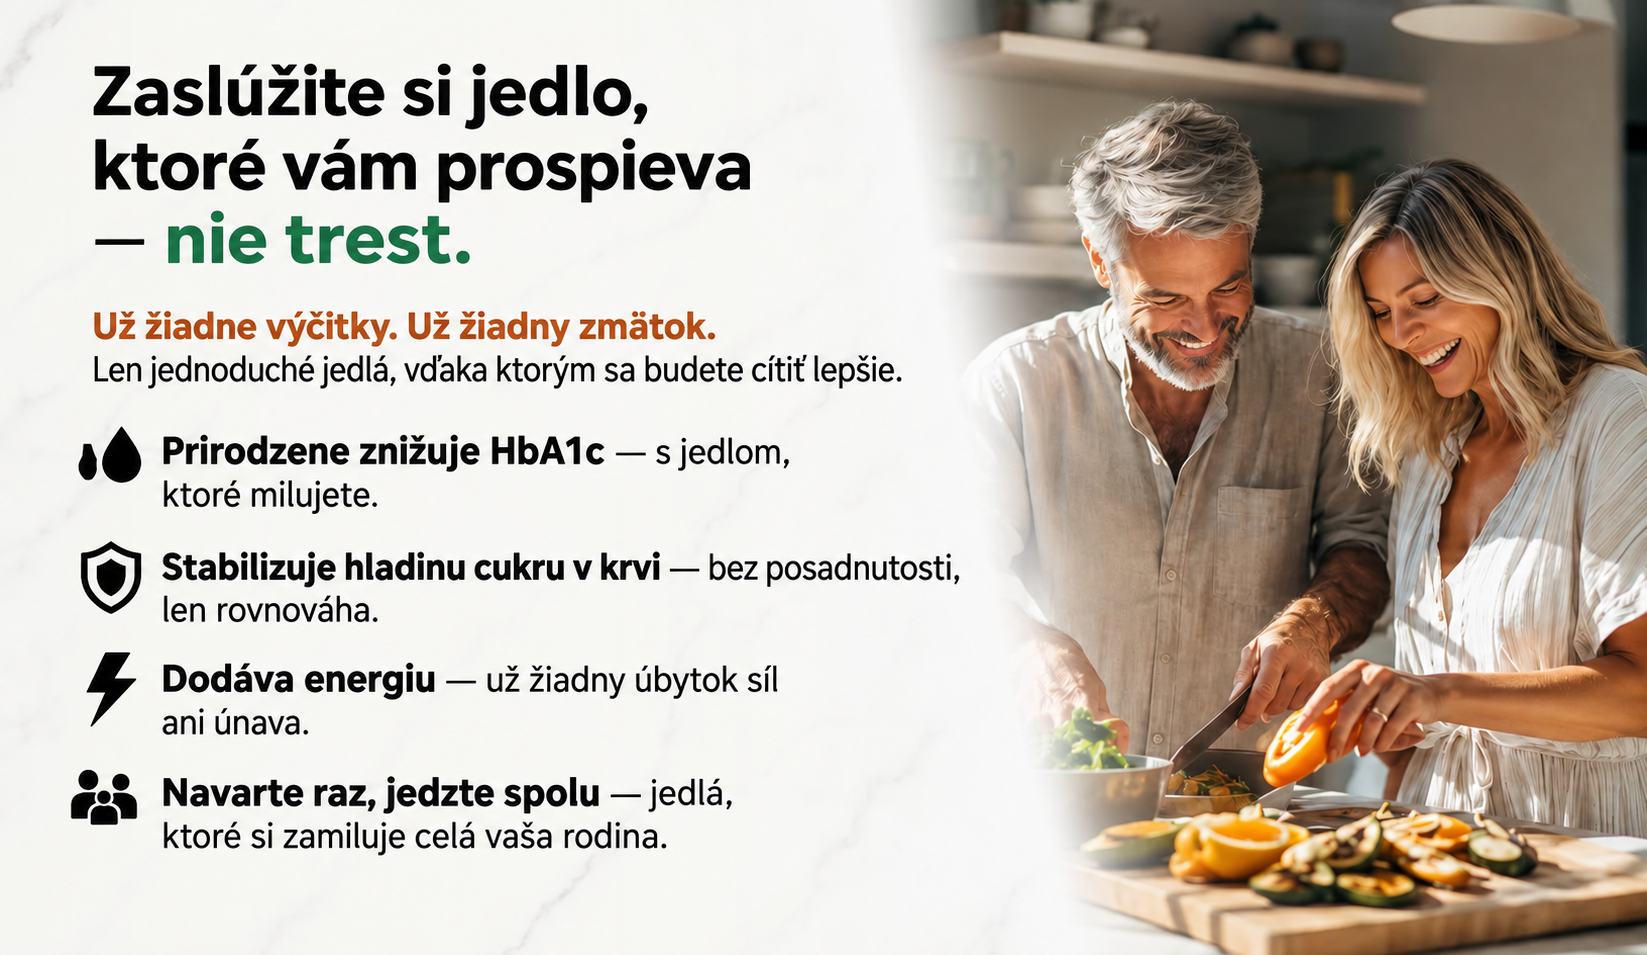 Zaslúžite si jedlo,
ktoré vám prospieva
— nie trest.
Už žiadne výčitky. Už žiadny zmätok.
Len jednoduché jedlá, vďaka ktorým sa budete cítiť lepšie.
Prirodzene znižuje HbA1c — s jedlom,
ktoré milujete.
Stabilizuje hladinu cukru v krvi — bez posadnutosti,
len rovnováha.
Dodáva energiu — už žiadny úbytok síl
ani únava.
Navarte raz, jedzte spolu — jedlá,
ktoré si zamiluje celá vaša rodina.